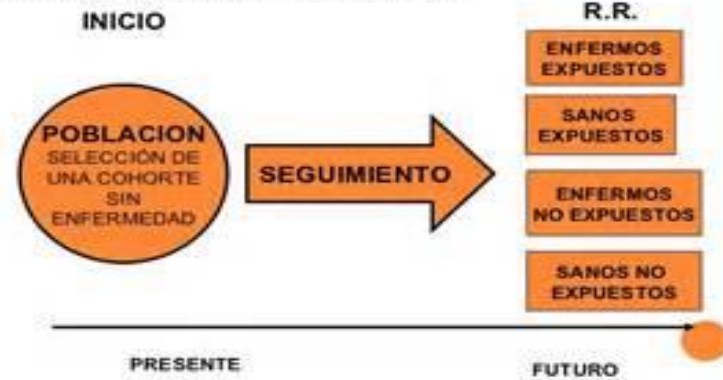 INICIO
POBLACION
SELECCIÓN DE
UNA COHORTE
SIN
ENFERMEDAD
SEGUIMIENTO
R.R.
ENFERMOS
EXPUESTOS
SANOS
EXPUESTOS
ENFERMOS
NO EXPUESTOS
SANOS NO
EXPUESTOS
PRESENTE
FUTURO